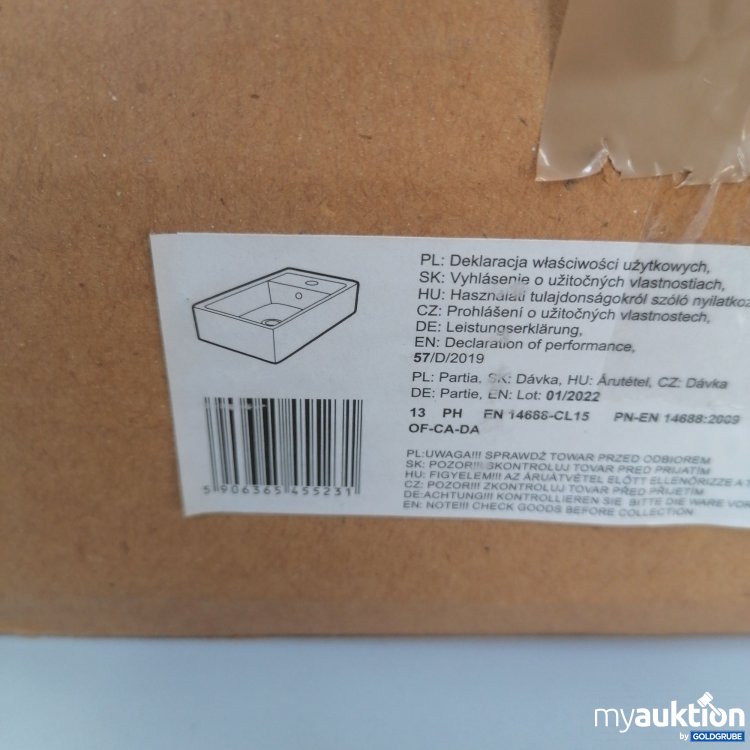 PL: Deklaracja właściwości użytkowych,
SK: Vyhlásenie o užitočných vlastnostiach,
HU: Használati tulajdonságokról szóló nyilatkoz
CZ: Prohlášení o užitočných vlastnostech,
DE: Leistungserklärung,
EN: Declaration of performance,
57/D/2019
PL: Partia, SK: Dávka, HU: Árutétel, CZ: Dávka
DE: Partie, EN: Lot: 01/2022
13 PH EN 14688-CL15 PN-EN 14688:2009
OF-CA-DA
PL:UWAGA!!! SPRAWDŹ TOWAR PRZED ODBIOREM
SK: POZOR!!! SKONTROLUJ TOVAR PRED PRIJATÍM
HU: FIGYELEM!!! AZ ÁRUÁTVÉTEL ELŐTT ELLENŐRIZZE A T
CZ: POZOR!!! ZKONTROLUJ TOVAR PŘED PŘIJETÍM
DE:ACHTUNG!!! KONTROLLIEREN SIE BITTE DIE WARE VOR
EN: NOTE!!! CHECK GOODS BEFORE COLLECTION
5 906365 455231
myauktion
by GOLDGRUBE